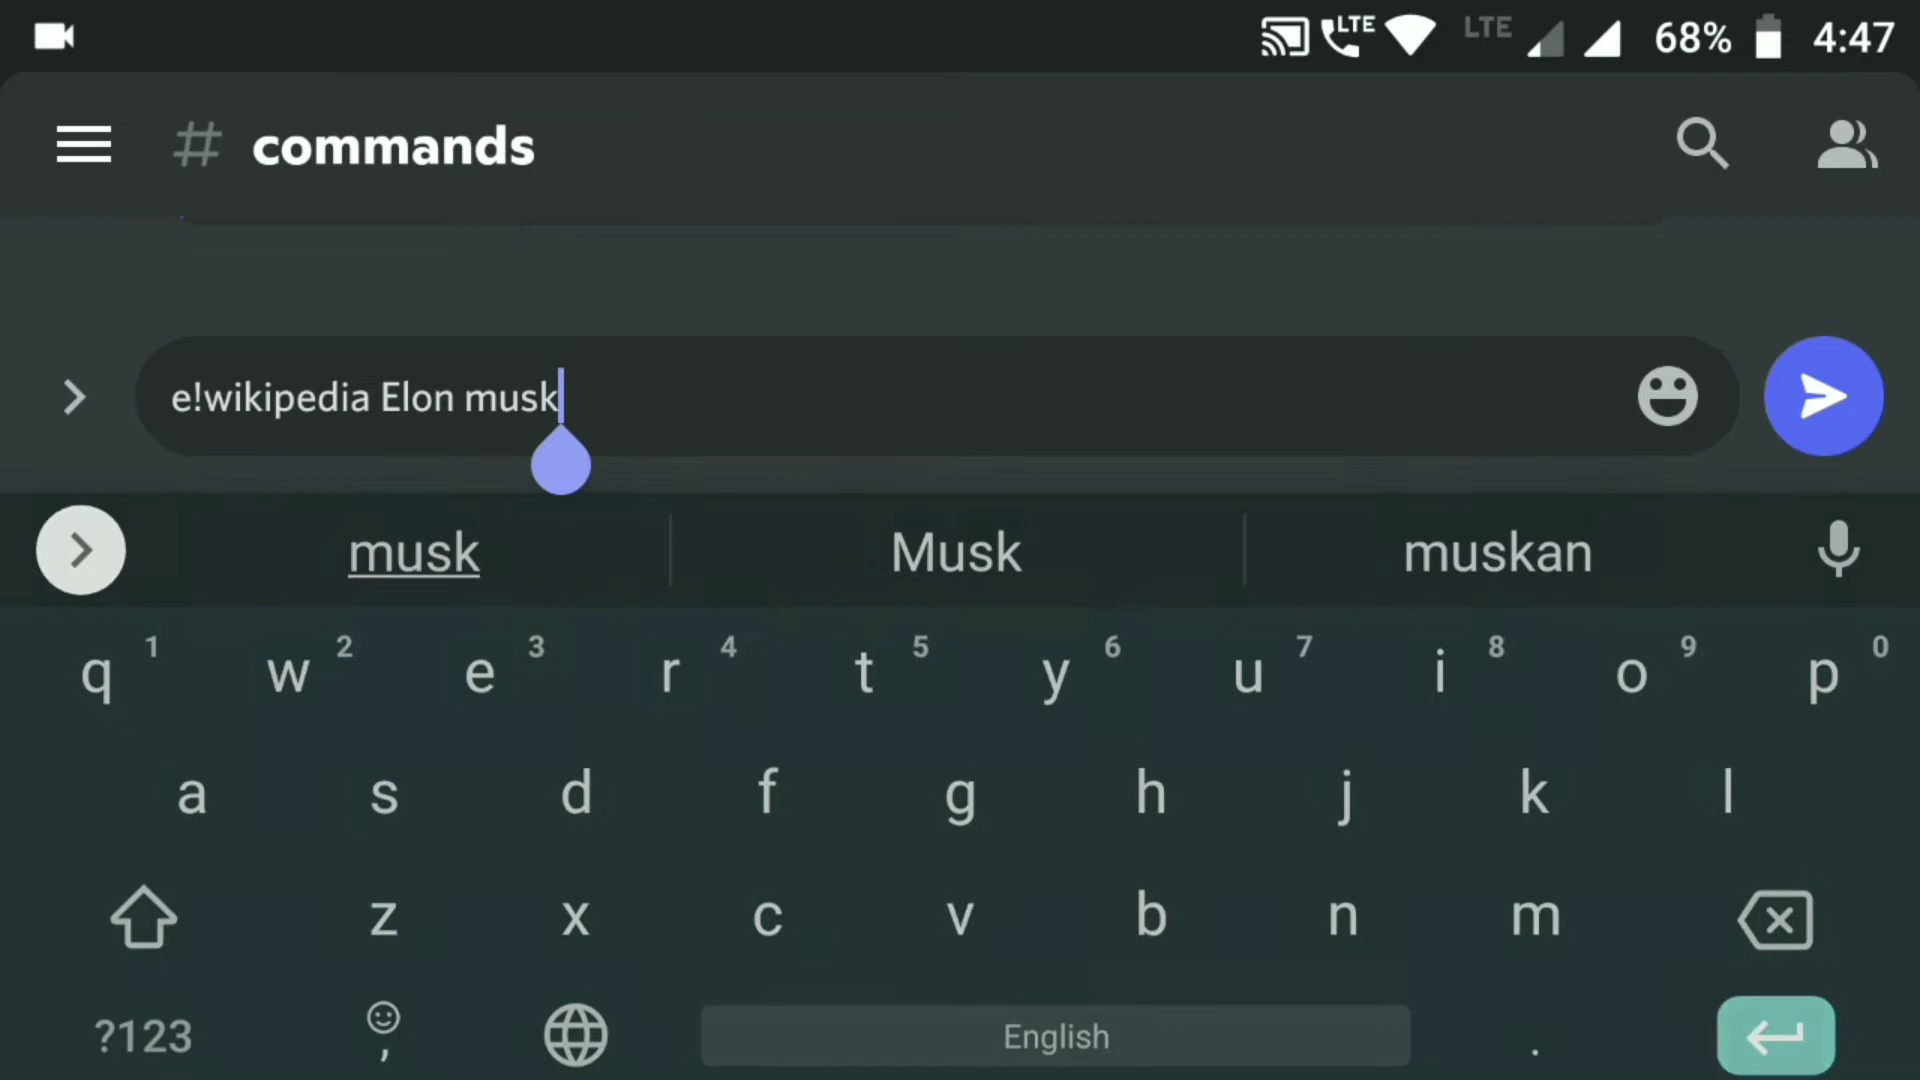 LTE LTE 68% 4:47
# commands
e!wikipedia Elon musk
musk Musk muskan
q 1 w 2 e 3 r 4 t 5 y 6 u 7 i 8 o 9 p 0
a s d f g h j k l
z x c v b n m
?123 , English .